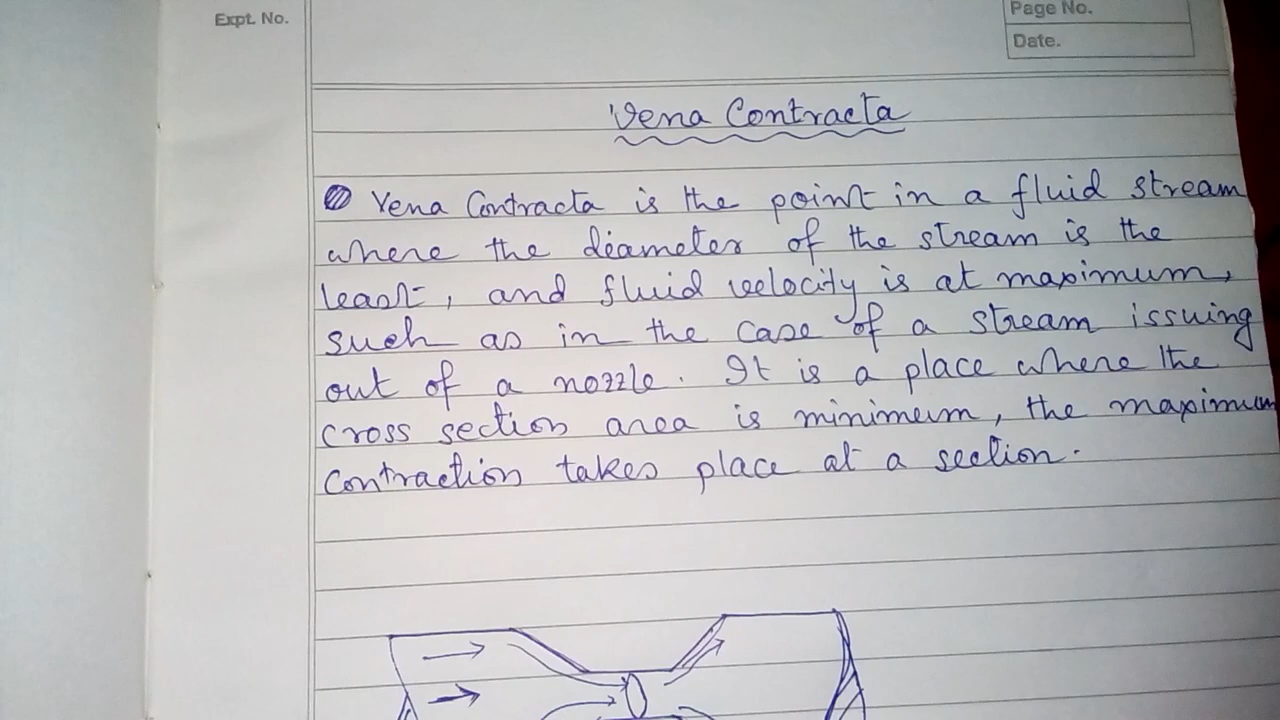 Expt. No.
Page No.
Date.
Vena Contracta
Vena Contracta is the point in a fluid stream
where the diameter of the stream is the
least, and fluid velocity is at maximum,
such as in the case of a stream issuing
out of a nozzle. It is a place where the
cross section area is minimum, the maximum
contraction takes place at a section.